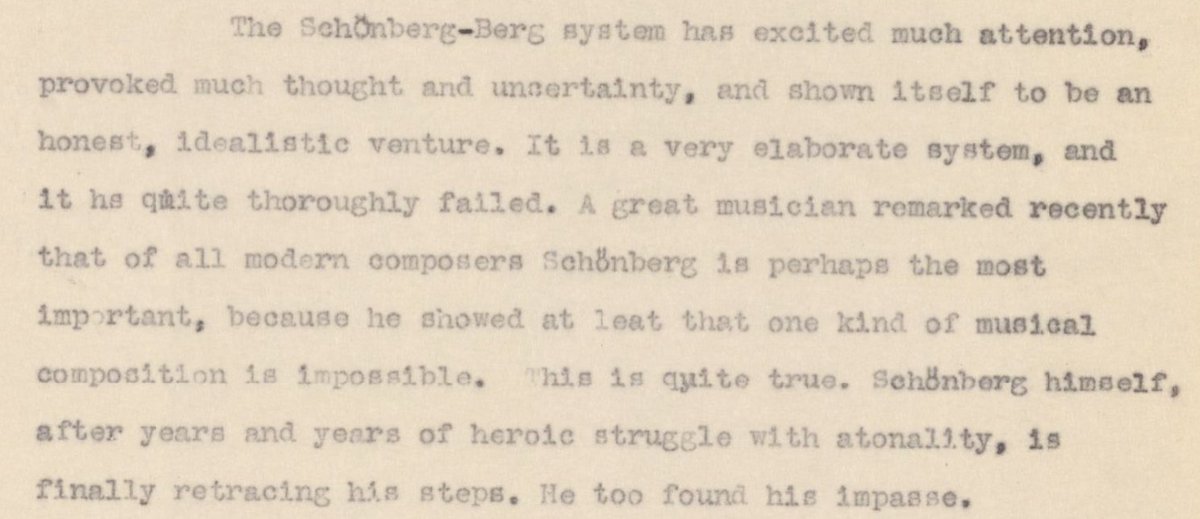 The Schönberg-Berg system has excited much attention,
provoked much thought and uncertainty, and shown itself to be an
honest, idealistic venture. It is a very elaborate system, and
it hs quite thoroughly failed. A great musician remarked recently
that of all modern composers Schönberg is perhaps the most
important, because he showed at leat that one kind of musical
composition is impossible. This is quite true. Schönberg himself,
after years and years of heroic struggle with atonality, is
finally retracing his steps. He too found his impasse.